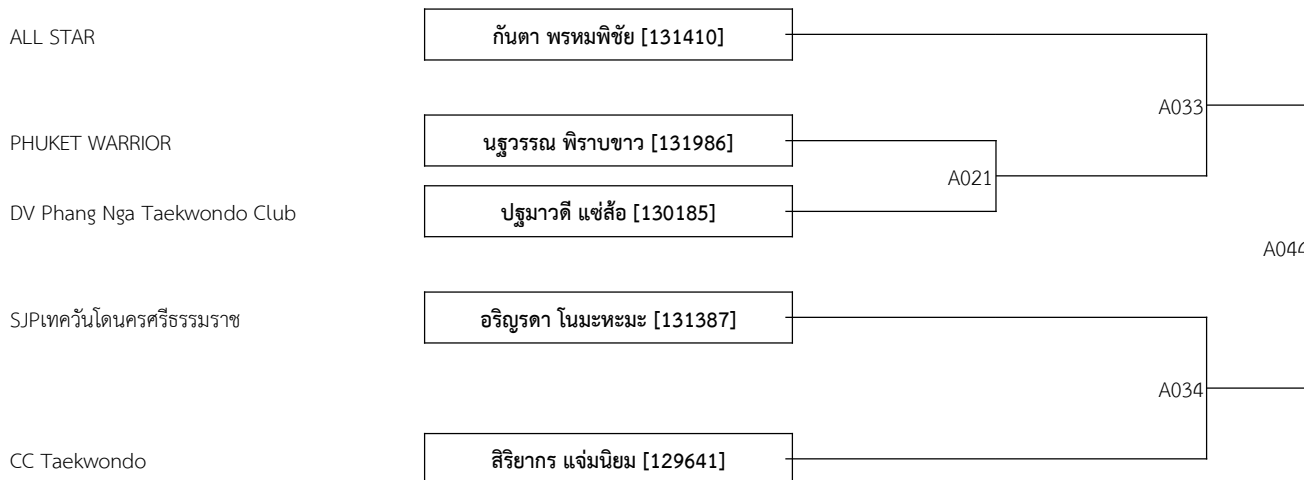 ALL STAR
กันตา พรหมพิชัย [131410]
A033
PHUKET WARRIOR
นฐวรรณ พิราบขาว [131986]
A021
DV Phang Nga Taekwondo Club
ปฐมาวดี แซ่ส้อ [130185]
A044
SJPเทควันโดนครศรีธรรมราช
อริญรดา โนมะหะมะ [131387]
A034
CC Taekwondo
สิริยากร แจ่มนิยม [129641]